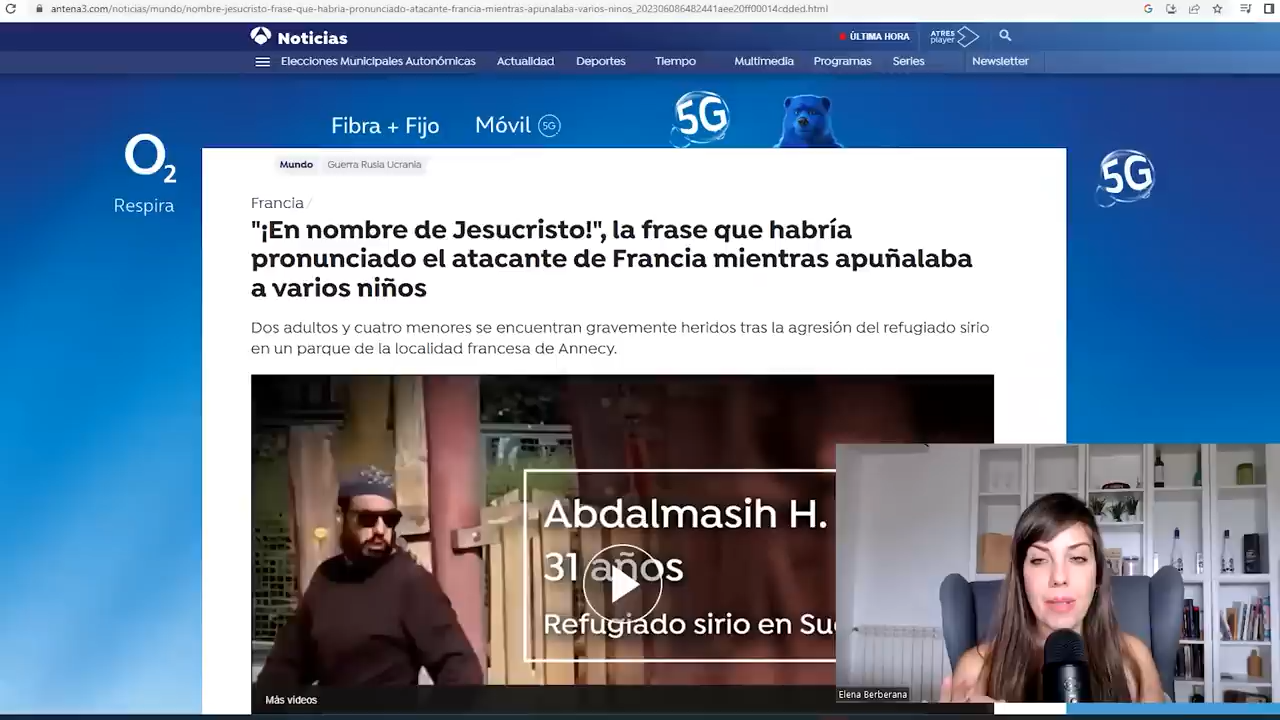 antena3.com/noticias/mundo/nombre-jesucristo-frase-que-habria-pronunciado-atacante-francia-mientras-apunalaba-varios-ninos_202306086482441aee20ff00014cdded.html
Noticias
ÚLTIMA HORA
ATRES player
Elecciones Municipales Autonómicas Actualidad Deportes Tiempo Multimedia Programas Series Newsletter
Fibra + Fijo Móvil 5G
5G
5G
O2
Respira
Mundo Guerra Rusia Ucrania
Francia /
"¡En nombre de Jesucristo!", la frase que habría
pronunciado el atacante de Francia mientras apuñalaba
a varios niños
Dos adultos y cuatro menores se encuentran gravemente heridos tras la agresión del refugiado sirio
en un parque de la localidad francesa de Annecy.
Abdalmasih H.
31 años
Refugiado sirio en Su
Más vídeos
Elena Berberana